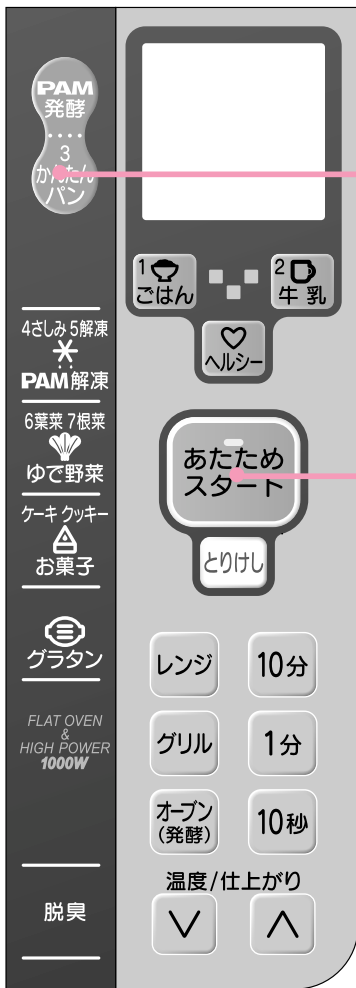 PAM
発酵
3
かんたん
パン
1
ごはん
2
牛乳
ヘルシー
4さしみ 5解凍
PAM解凍
6葉菜 7根菜
ゆで野菜
ケーキ クッキー
お菓子
グラタン
FLAT OVEN
&
HIGH POWER
1000W
脱臭
あたため
スタート
とりけし
レンジ
10分
グリル
1分
オーブン
(発酵)
10秒
温度/仕上がり